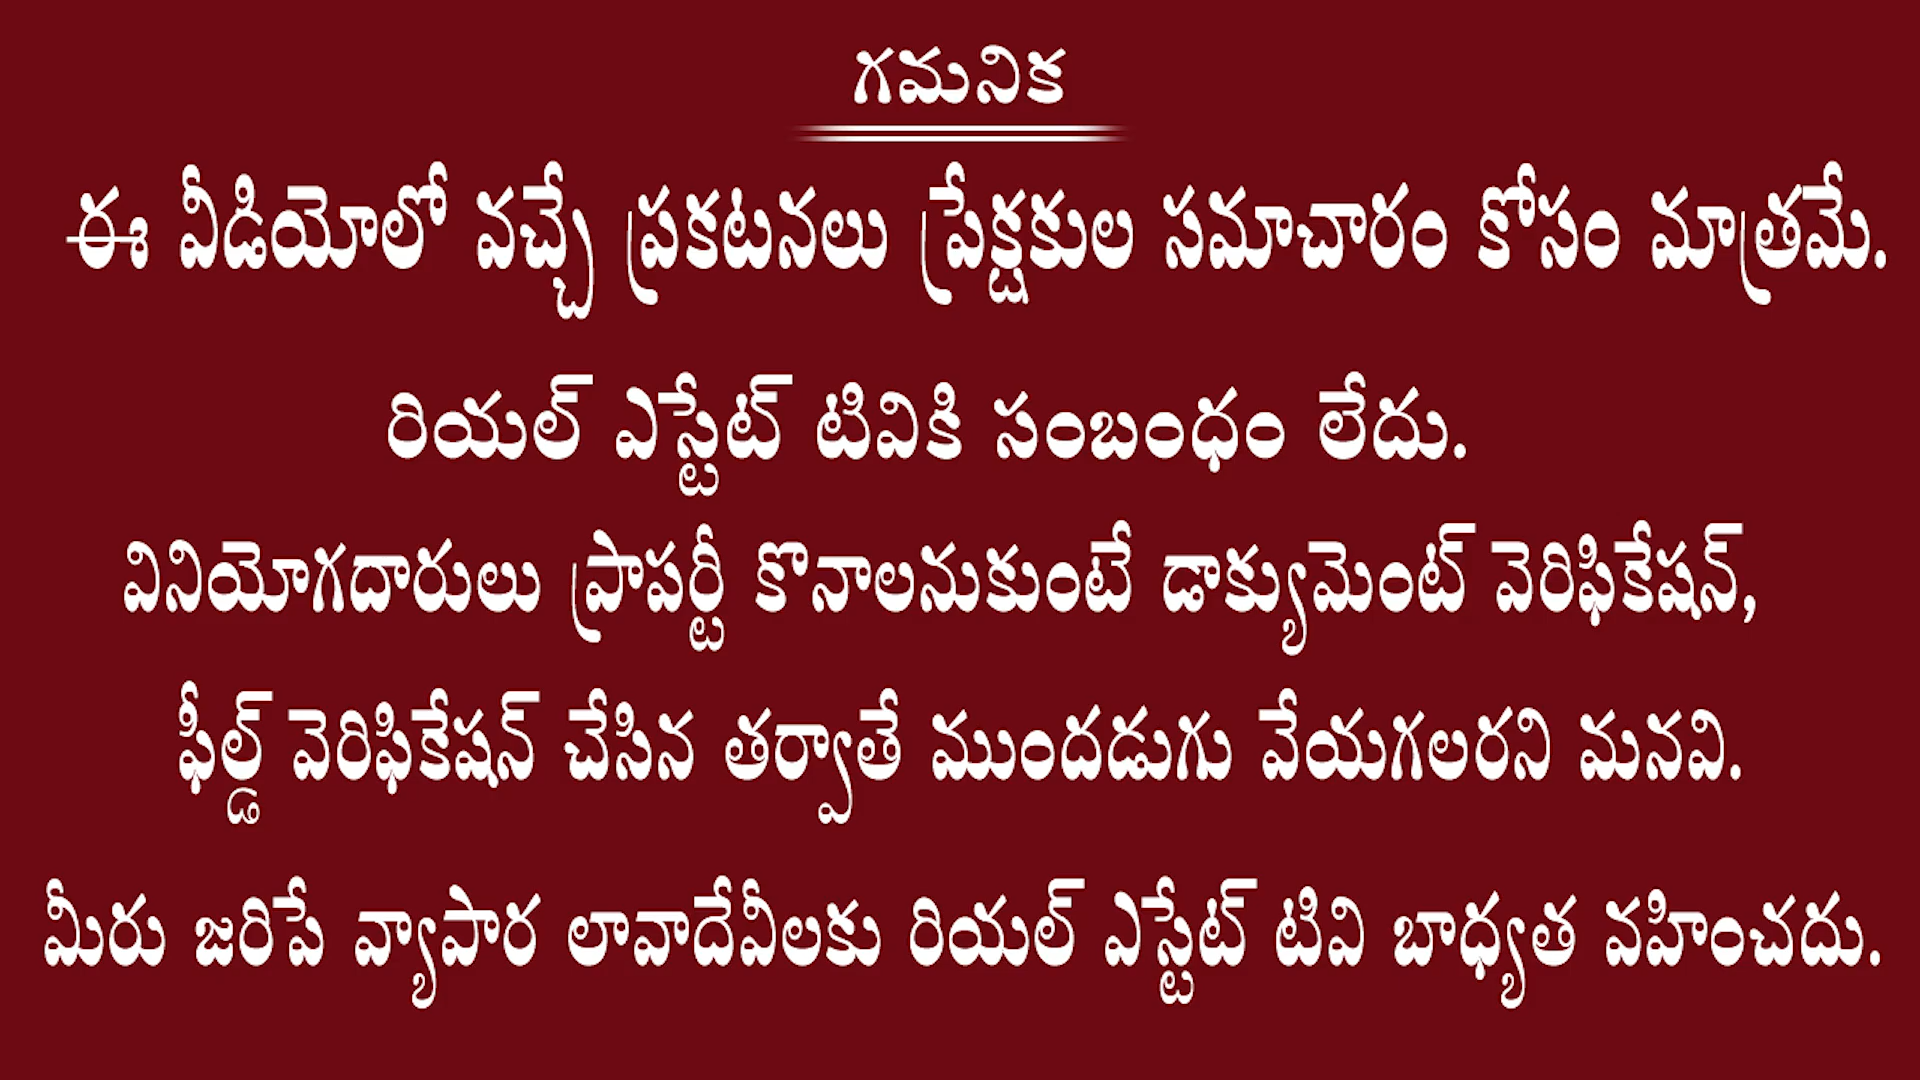 గమనిక
ఈ వీడియోలో వచ్చే ప్రకటనలు ప్రేక్షకుల సమాచారం కోసం మాత్రమే.
రియల్ ఎస్టేట్ టివికి సంబంధం లేదు.
వినియోగదారులు ప్రాపర్టీ కొనాలనుకుంటే డాక్యుమెంట్ వెరిఫికేషన్,
ఫీల్డ్ వెరిఫికేషన్ చేసిన తర్వాతే ముందడుగు వేయగలరని మనవి.
మీరు జరిపే వ్యాపార లావాదేవీలకు రియల్ ఎస్టేట్ టివి బాధ్యత వహించదు.